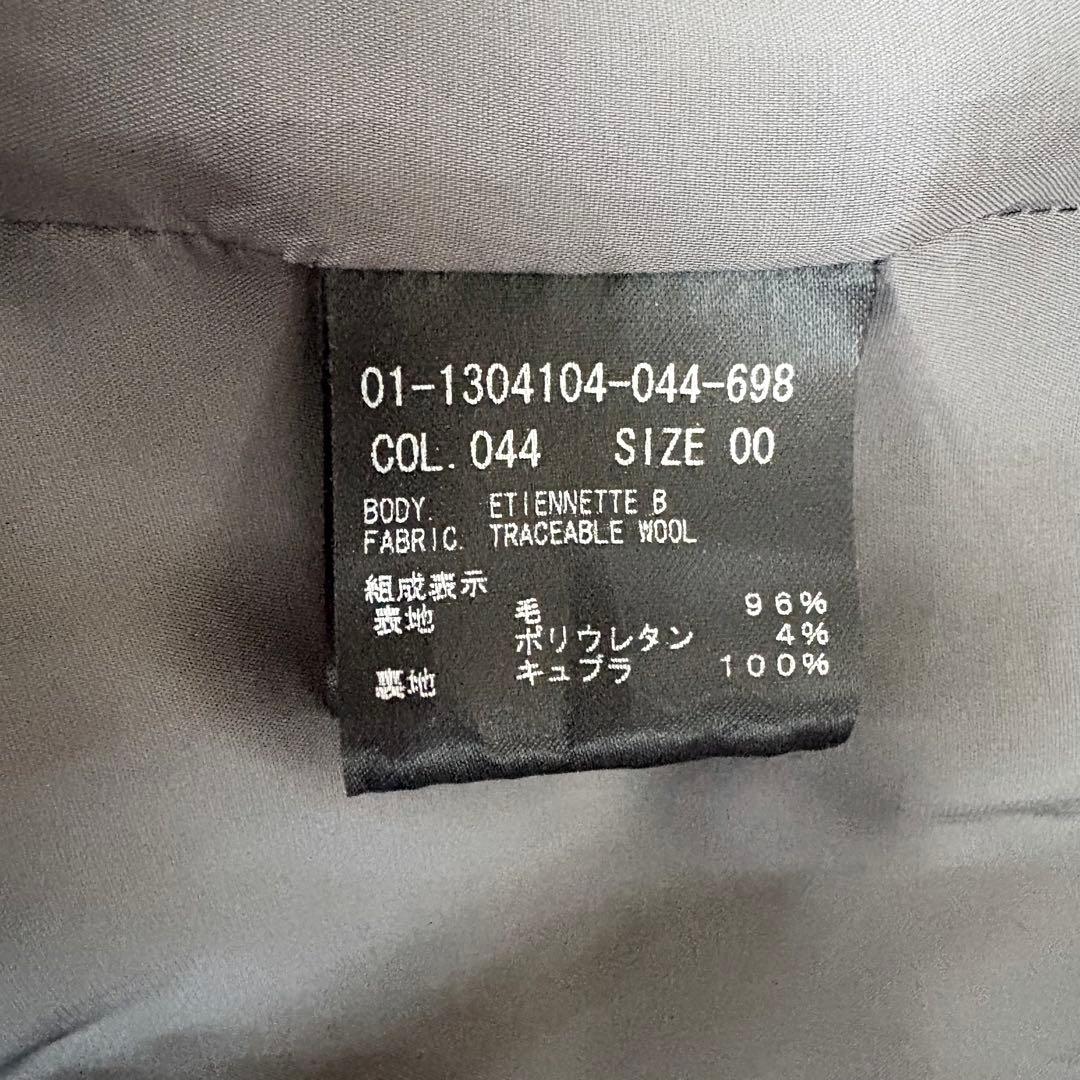 01-1304104-044-698
COL. 044 SIZE 00
BODY. ETIENNETTE B
FABRIC. TRACEABLE WOOL
組成表示
表地 毛 96%
ポリウレタン 4%
裏地 キュプラ 100%